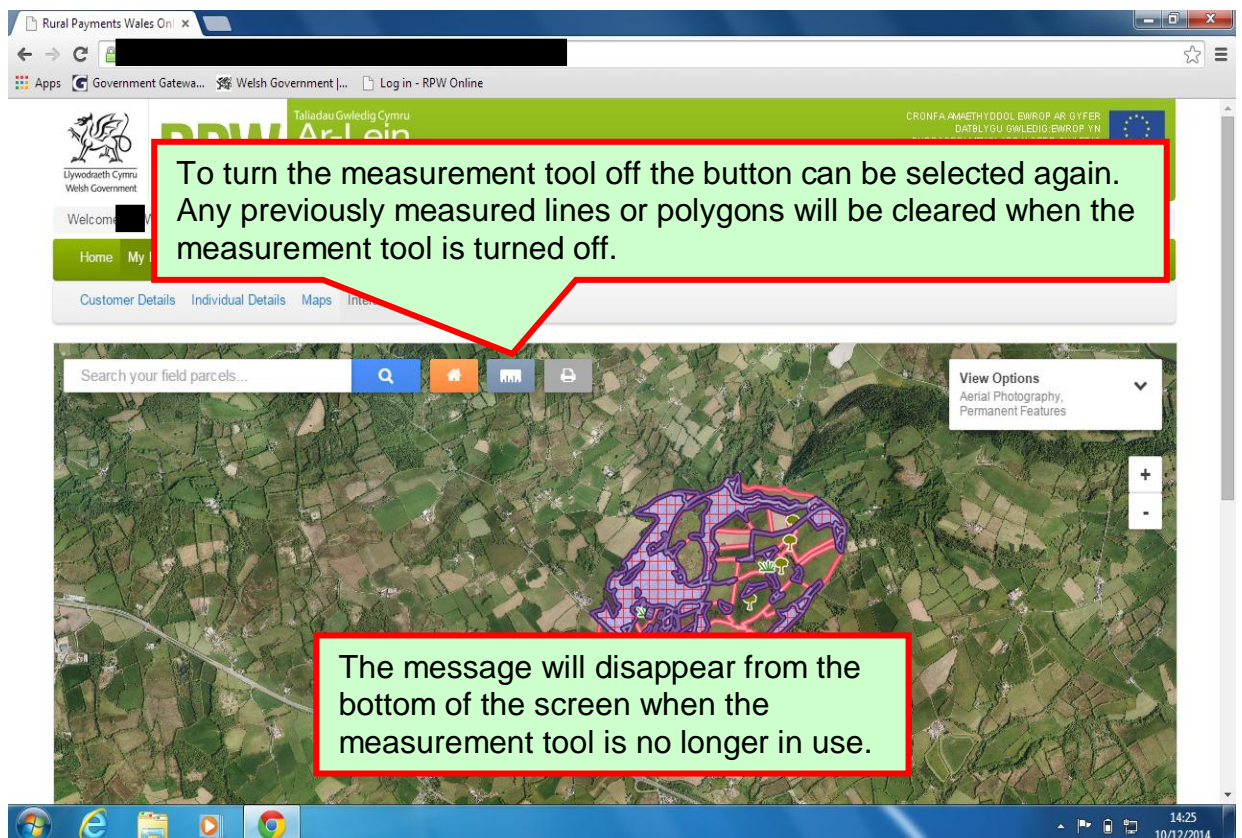 Rural Payments Wales Onl
Apps Government Gatewa... Welsh Government |... Log in - RPW Online
Taliadau Gwledig Cymru
Ar-Lein
CRONFA AMAETHYDDOL EWROP AR GYFER
DATBLYGU GWLEDIG: EWROP YN
Llywodraeth Cymru
Welsh Government
To turn the measurement tool off the button can be selected again.
Any previously measured lines or polygons will be cleared when the
measurement tool is turned off.
Welcome
Home My
Customer Details Individual Details Maps
Search your field parcels...
View Options
Aerial Photography,
Permanent Features
+
-
The message will disappear from the
bottom of the screen when the
measurement tool is no longer in use.
14:25
10/12/2014